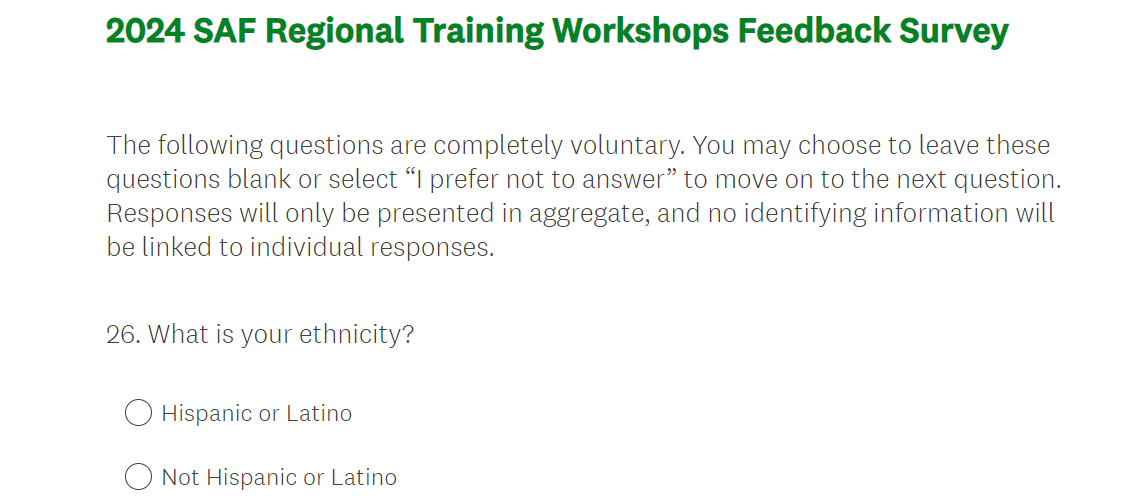 2024 SAF Regional Training Workshops Feedback Survey
The following questions are completely voluntary. You may choose to leave these
questions blank or select “I prefer not to answer” to move on to the next question.
Responses will only be presented in aggregate, and no identifying information will
be linked to individual responses.
26. What is your ethnicity?
Hispanic or Latino
Not Hispanic or Latino